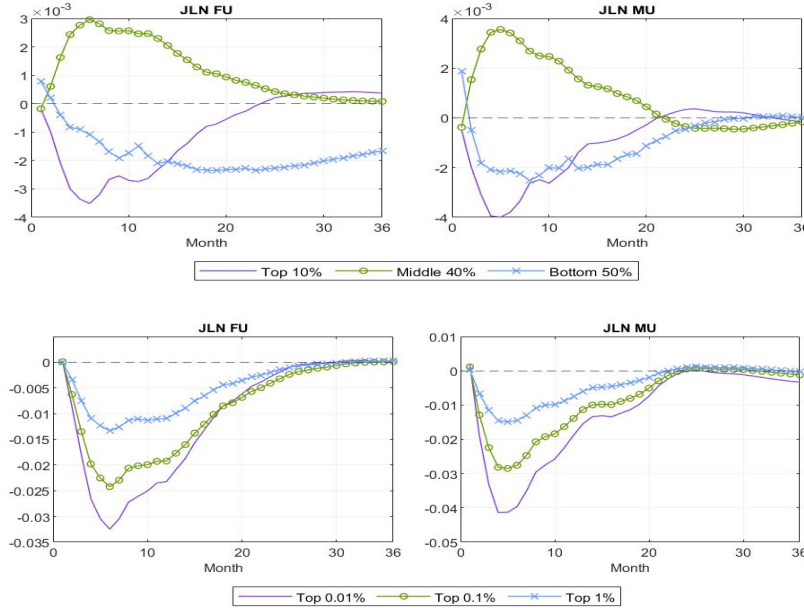 JLN FU
×10⁻³
3
2
1
0
-1
-2
-3
-4
0 10 20 30 36
Month
JLN MU
×10⁻³
4
2
0
-2
-4
0 10 20 30 36
Month
Top 10% Middle 40% Bottom 50%
JLN FU
0
-0.005
-0.01
-0.015
-0.02
-0.025
-0.03
-0.035
0 10 20 30 36
Month
JLN MU
0.01
0
-0.01
-0.02
-0.03
-0.04
-0.05
0 10 20 30 36
Month
Top 0.01% Top 0.1% Top 1%